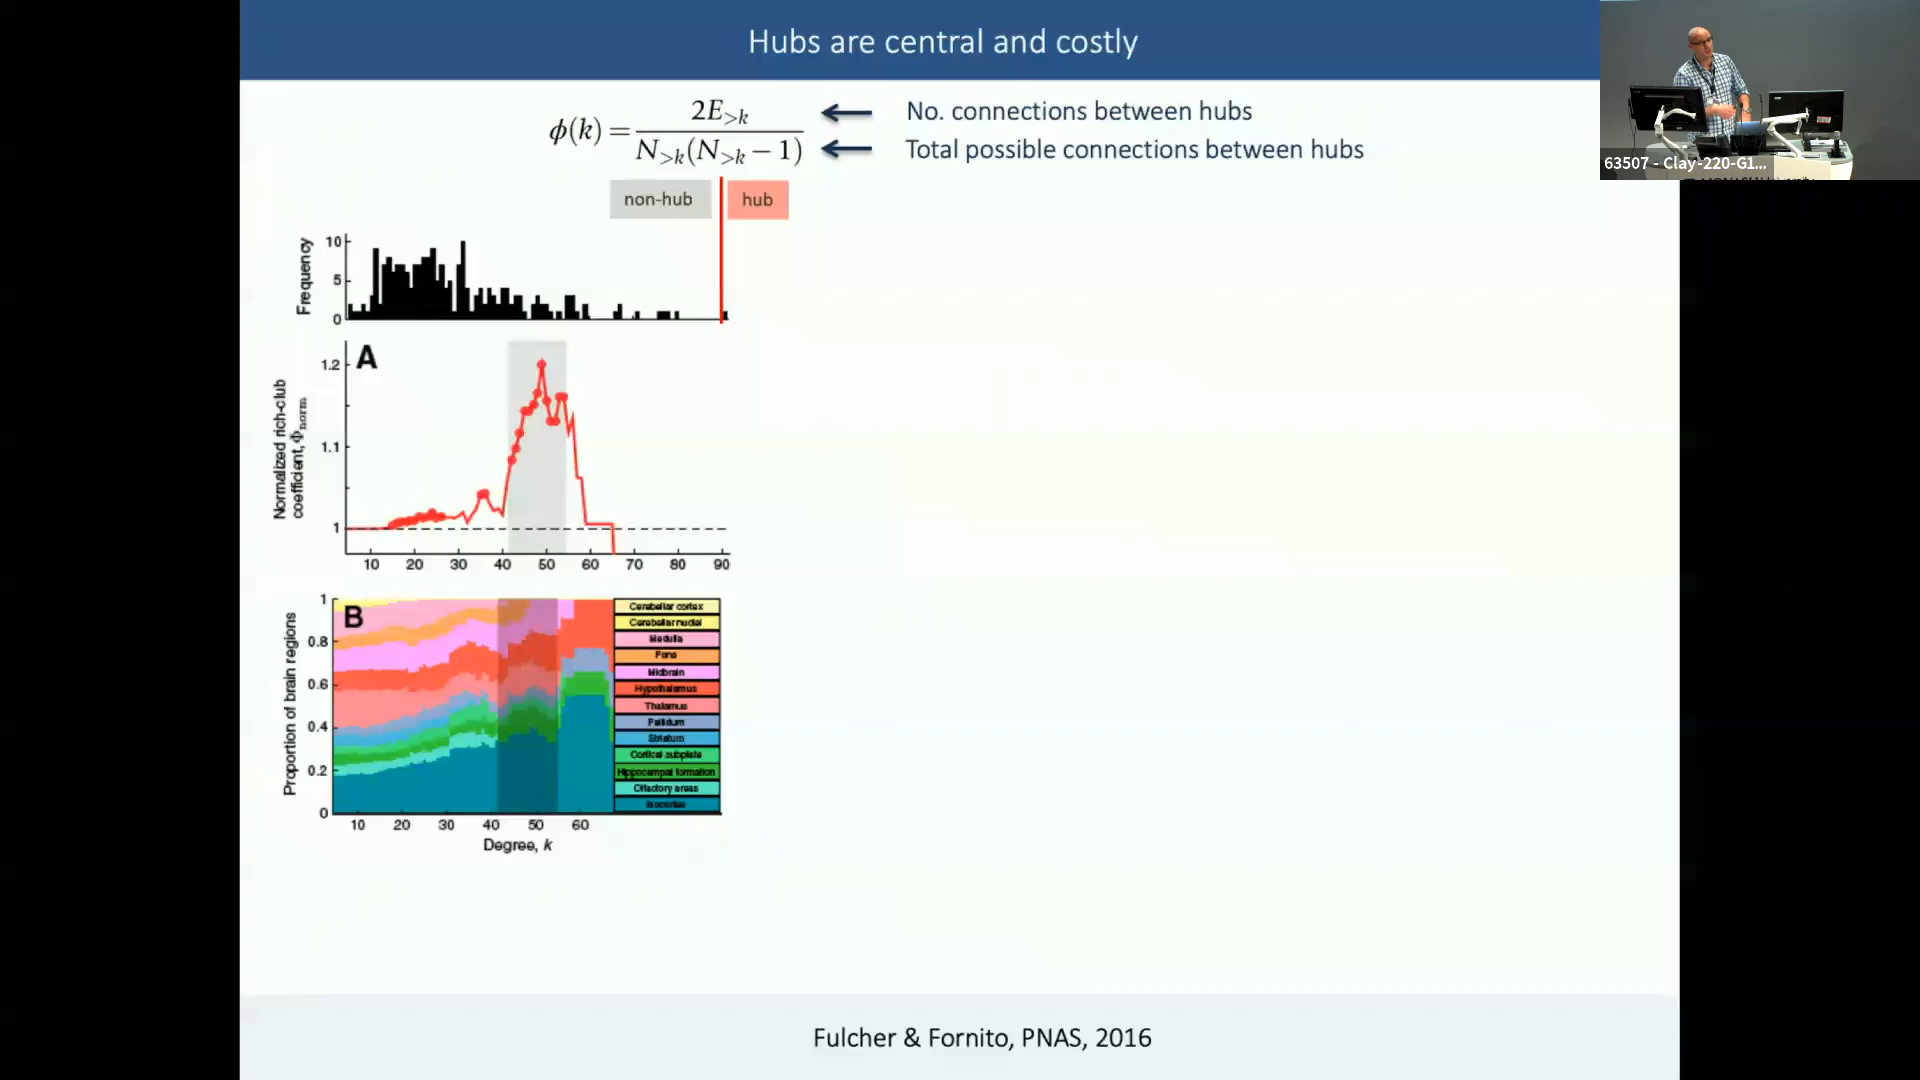 Hubs are central and costly
ϕ(k) = 2E>k / N>k(N>k − 1)
No. connections between hubs
Total possible connections between hubs
63507 - Clay-220-G1...
non-hub
hub
Frequency
10
5
0
A
Normalized rich-club
coefficient, Φnorm
1.2
1.1
1
10 20 30 40 50 60 70 80 90
B
Proportion of brain regions
1
0.8
0.6
0.4
0.2
0
Cerebellar cortex
Cerebellar nuclei
Medulla
Pons
Midbrain
Hypothalamus
Thalamus
Pallidum
Striatum
Cortical subplate
Hippocampal formation
Olfactory areas
Isocortex
10 20 30 40 50 60
Degree, k
Fulcher & Fornito, PNAS, 2016